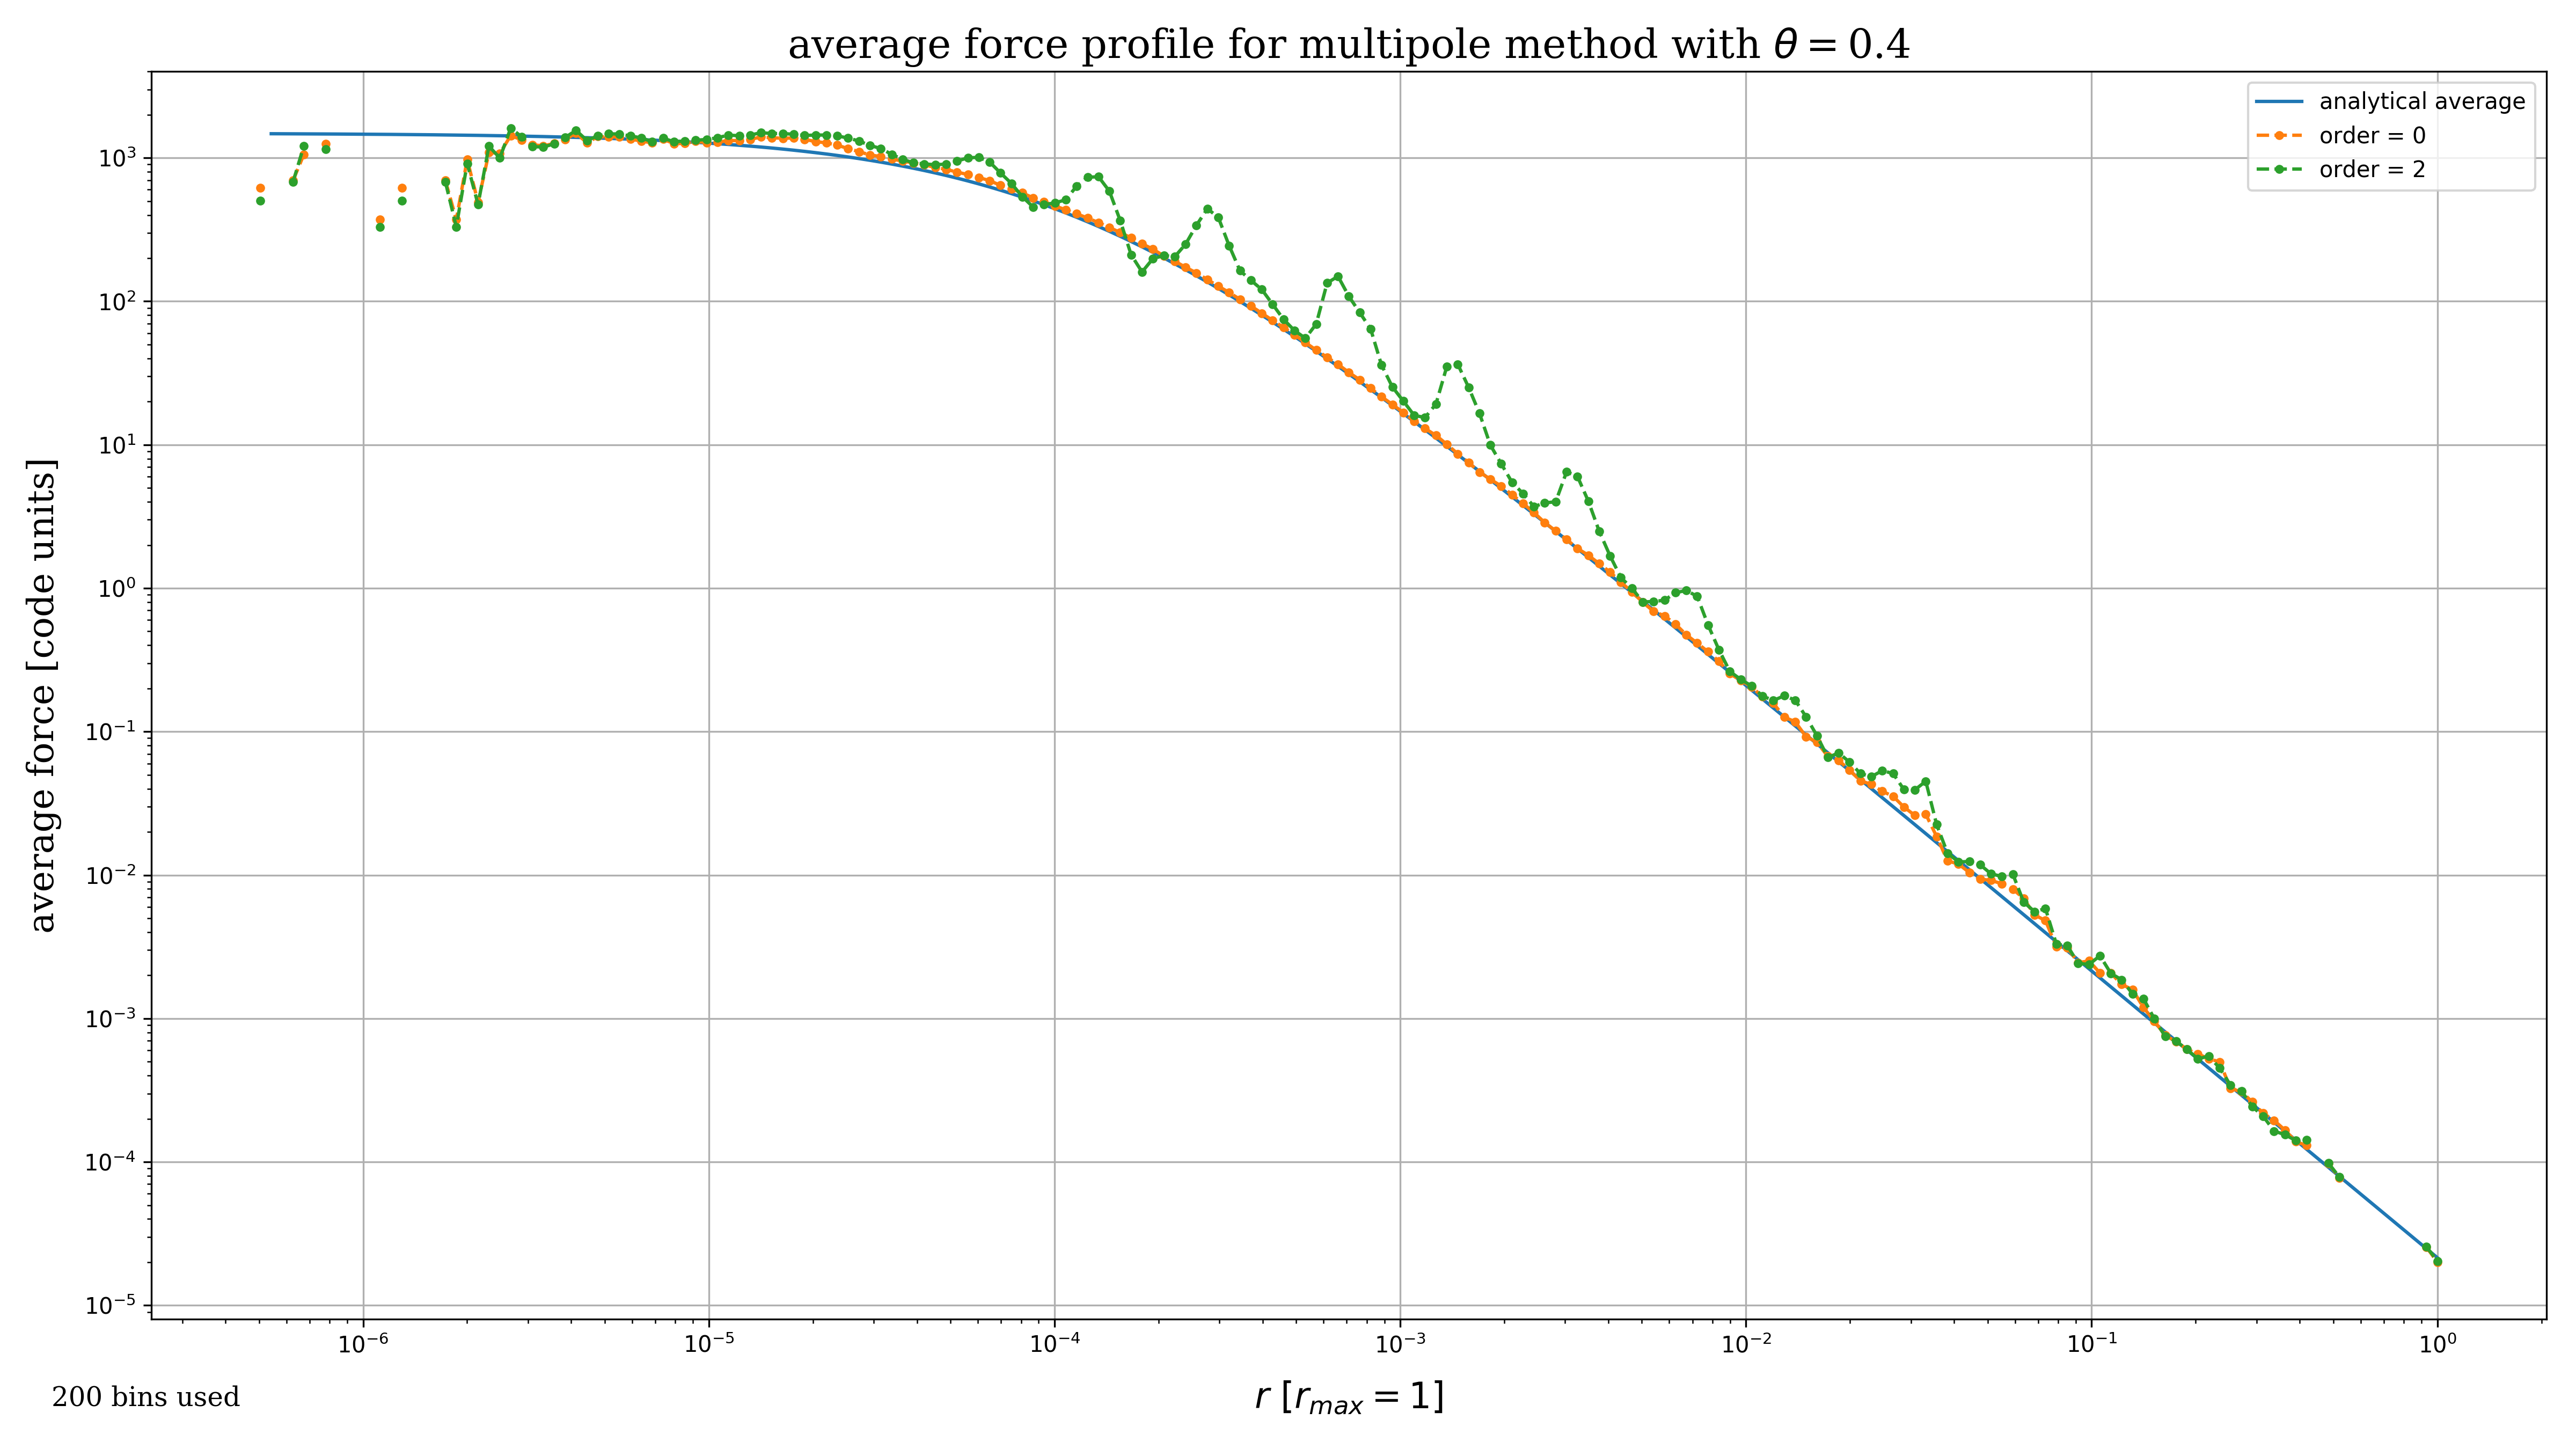 average force profile for multipole method with θ = 0.4
analytical average
order = 0
order = 2
average force [code units]
10³
10²
10¹
10⁰
10⁻¹
10⁻²
10⁻³
10⁻⁴
10⁻⁵
10⁻⁶ 10⁻⁵ 10⁻⁴ 10⁻³ 10⁻² 10⁻¹ 10⁰
r [r_max = 1]
200 bins used